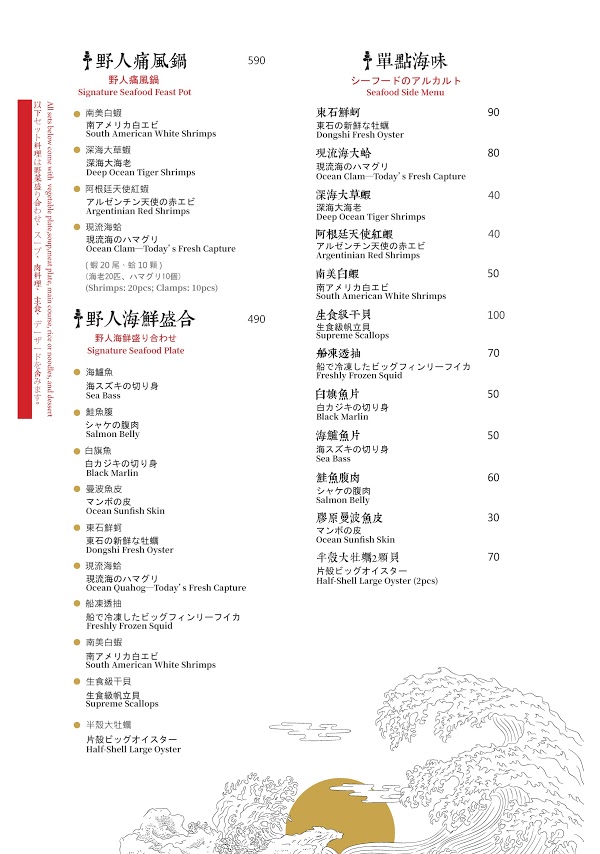 All sets below come with vegetable plate,soup,meat plate, main course, rice or noodles, and dessert
以下セット料理は野菜盛り合わせ・スープ・肉料理・主食・デーザードを含みます。
野人痛風鍋 590
野人痛風鍋
Signature Seafood Feast Pot
南美白蝦
南アメリカ白エビ
South American White Shrimps
深海大草蝦
深海大海老
Deep Ocean Tiger Shrimps
阿根廷天使紅蝦
アルゼンチン天使の赤エビ
Argentinian Red Shrimps
現流海蛤
現流海のハマグリ
Ocean Clam—Today's Fresh Capture
( 蝦 20 尾、蛤 10 顆 )
(海老20匹、ハマグリ10個)
(Shrimps: 20pcs; Clamps: 10pcs)
野人海鮮盛合 490
野人海鮮盛り合わせ
Signature Seafood Plate
海鱸魚
海スズキの切り身
Sea Bass
鮭魚腹
シャケの腹肉
Salmon Belly
白旗魚
白カジキの切り身
Black Marlin
曼波魚皮
マンボの皮
Ocean Sunfish Skin
東石鮮蚵
東石の新鮮な牡蠣
Dongshi Fresh Oyster
現流海蛤
現流海のハマグリ
Ocean Quahog—Today's Fresh Capture
船凍透抽
船で冷凍したビッグフィンリーフイカ
Freshly Frozen Squid
南美白蝦
南アメリカ白エビ
South American White Shrimps
生食級干貝
生食級帆立貝
Supreme Scallops
半殼大牡蠣
片殻ビッグオイスター
Half-Shell Large Oyster
單點海味
シーフードのアルカルト
Seafood Side Menu
東石鮮蚵 90
東石の新鮮な牡蠣
Dongshi Fresh Oyster
現流海大蛤 80
現流海のハマグリ
Ocean Clam—Today's Fresh Capture
深海大草蝦 40
深海大海老
Deep Ocean Tiger Shrimps
阿根廷天使紅蝦 40
アルゼンチン天使の赤エビ
Argentinian Red Shrimps
南美白蝦 50
南アメリカ白エビ
South American White Shrimps
生食級干貝 100
生食級帆立貝
Supreme Scallops
船凍透抽 70
船で冷凍したビッグフィンリーフイカ
Freshly Frozen Squid
白旗魚片 50
白カジキの切り身
Black Marlin
海鱸魚片 50
海スズキの切り身
Sea Bass
鮭魚腹肉 60
シャケの腹肉
Salmon Belly
膠原曼波魚皮 30
マンボの皮
Ocean Sunfish Skin
半殼大牡蠣2顆貝 70
片殻ビッグオイスター
Half-Shell Large Oyster (2pcs)